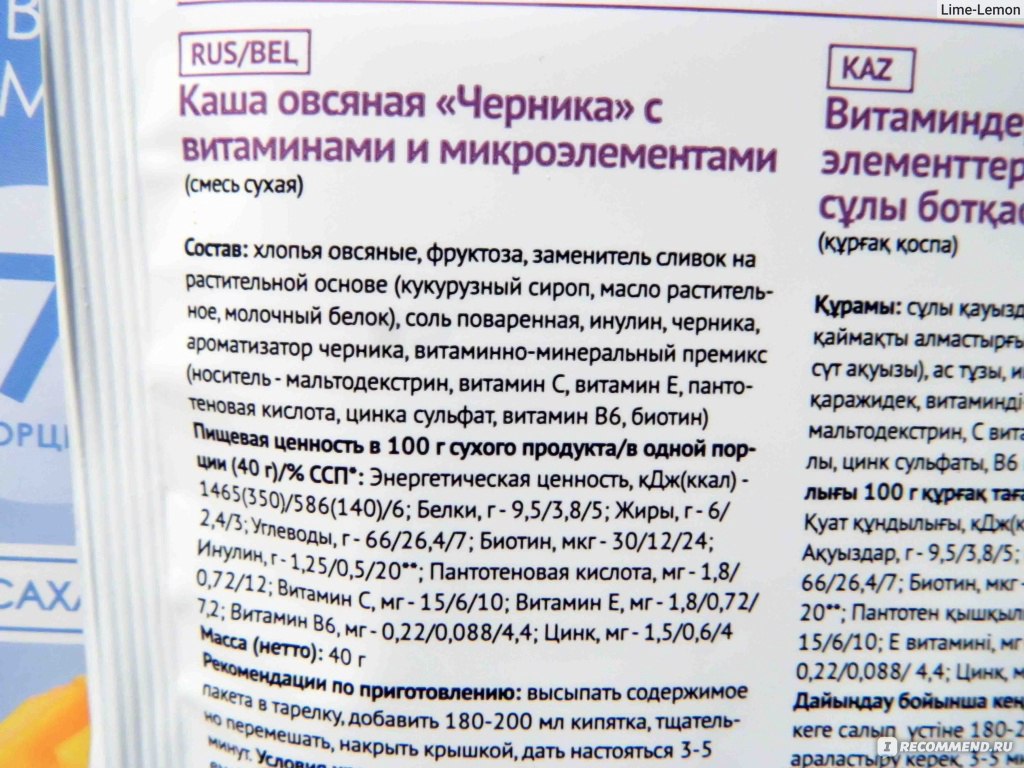 Lime-Lemon
В
М
7
ОРЦ
САХ
RUS/BEL
Каша овсяная «Черника» с
витаминами и микроэлементами
(смесь сухая)
Состав: хлопья овсяные, фруктоза, заменитель сливок на
растительной основе (кукурузный сироп, масло раститель-
ное, молочный белок), соль поваренная, инулин, черника,
ароматизатор черника, витаминно-минеральный премикс
(носитель - мальтодекстрин, витамин С, витамин Е, панто-
теновая кислота, цинка сульфат, витамин В6, биотин)
Пищевая ценность в 100 г сухого продукта/в одной пор-
ции (40 г)/% ССП*: Энергетическая ценность, кДж(ккал) -
1465(350)/586(140)/6; Белки, г - 9,5/3,8/5; Жиры, г - 6/
2,4/3; Углеводы, г - 66/26,4/7; Биотин, мкг - 30/12/24;
Инулин, г - 1,25/0,5/20**; Пантотеновая кислота, мг - 1,8/
0,72/12; Витамин С, мг - 15/6/10; Витамин Е, мг - 1,8/0,72/
7,2; Витамин В6, мг - 0,22/0,088/4,4; Цинк, мг - 1,5/0,6/4
Масса (нетто): 40 г
Рекомендации по приготовлению: высыпать содержимое
пакета в тарелку, добавить 180-200 мл кипятка, тщатель-
но перемешать, накрыть крышкой, дать настояться 3-5
минут. Условия
KAZ
Витаминде
элементтер
сұлы ботқас
(құрғақ қоспа)
Құрамы: сұлы қауызд
қаймақты алмастырғы
сүт ақуызы), ас тұзы, и
қаражидек, витаминді
мальтодекстрин, С вита
лы, цинк сульфаты, В6
лығы 100 г құрғақ таға
Қуат құндылығы, кДж(к
Ақуыздар, г - 9,5/3,8/5;
66/26,4/7; Биотин, мкг -
20**; Пантотен қышқыл
15/6/10; Е витамині, мг
0,22/0,088/ 4,4; Цинк, м
Дайындау бойынша кең
кеге салып үстіне 180-2
араластыру керек, 3-5 м
IRECOMMEND.RU